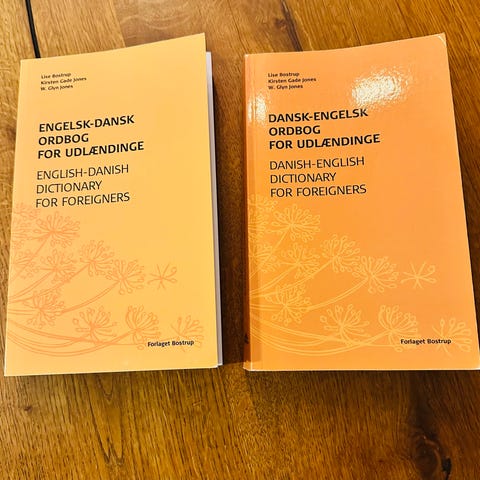 Lise Bostrup
Kirsten Gade Jones
W. Glyn Jones
ENGELSK-DANSK
ORDBOG
FOR UDLÆNDINGE
ENGLISH-DANISH
DICTIONARY
FOR FOREIGNERS
Forlaget Bostrup
Lise Bostrup
Kirsten Gade Jones
W. Glyn Jones
DANSK-ENGELSK
ORDBOG
FOR UDLÆNDINGE
DANISH-ENGLISH
DICTIONARY
FOR FOREIGNERS
Forlaget Bostrup